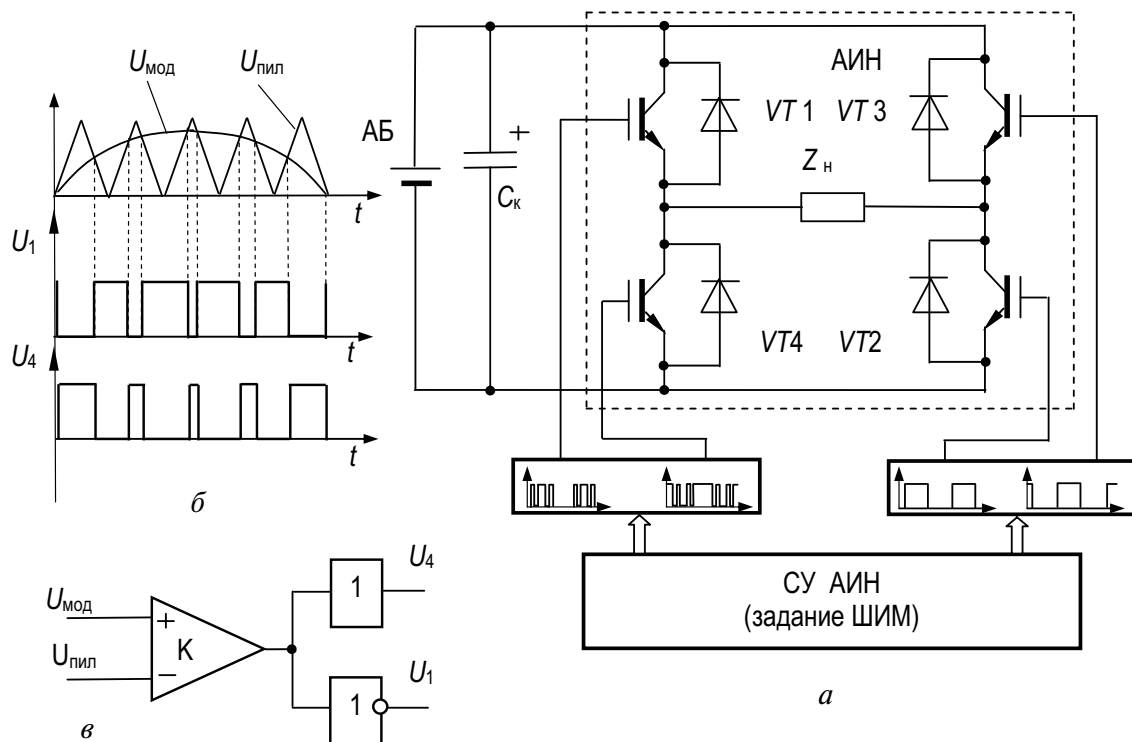 Uмод Uпил
t
U1
t
U4
t
б
АБ
+
Cк
АИН
VT 1 VT 3
Z н
VT4 VT2
СУ АИН
(задание ШИМ)
а
Uмод
+
Uпил
−
K
1
U4
1
U1
в